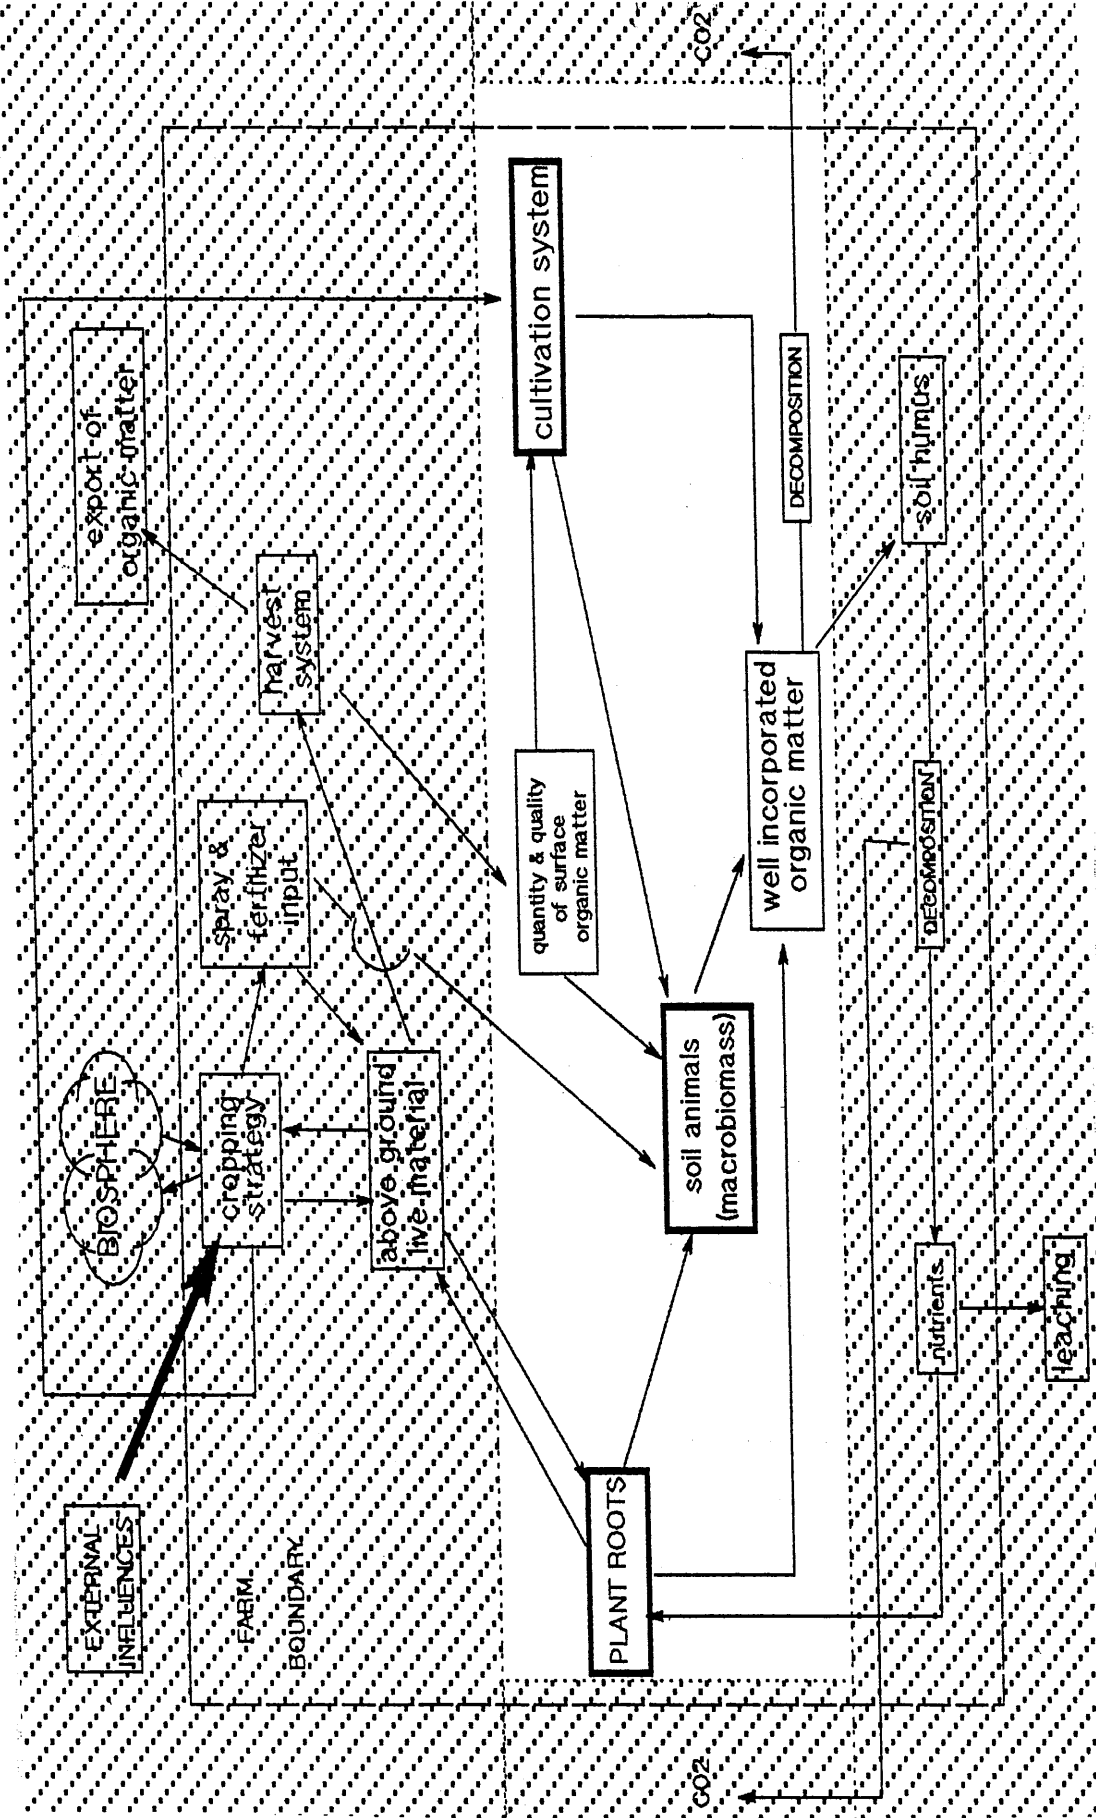 EXTERNAL
INFLUENCES
BIOSPHERE
export of
organic matter
FARM
BOUNDARY
cropping
strategy
spray &
fertilizer
input
harvest
system
above ground
live material
PLANT ROOTS
quantity & quality
of surface
organic matter
cultivation system
soil animals
(macrobiomass)
well incorporated
organic matter
DECOMPOSITION
CO2
CO2
nutrients
DECOMPOSITION
soil humus
leaching